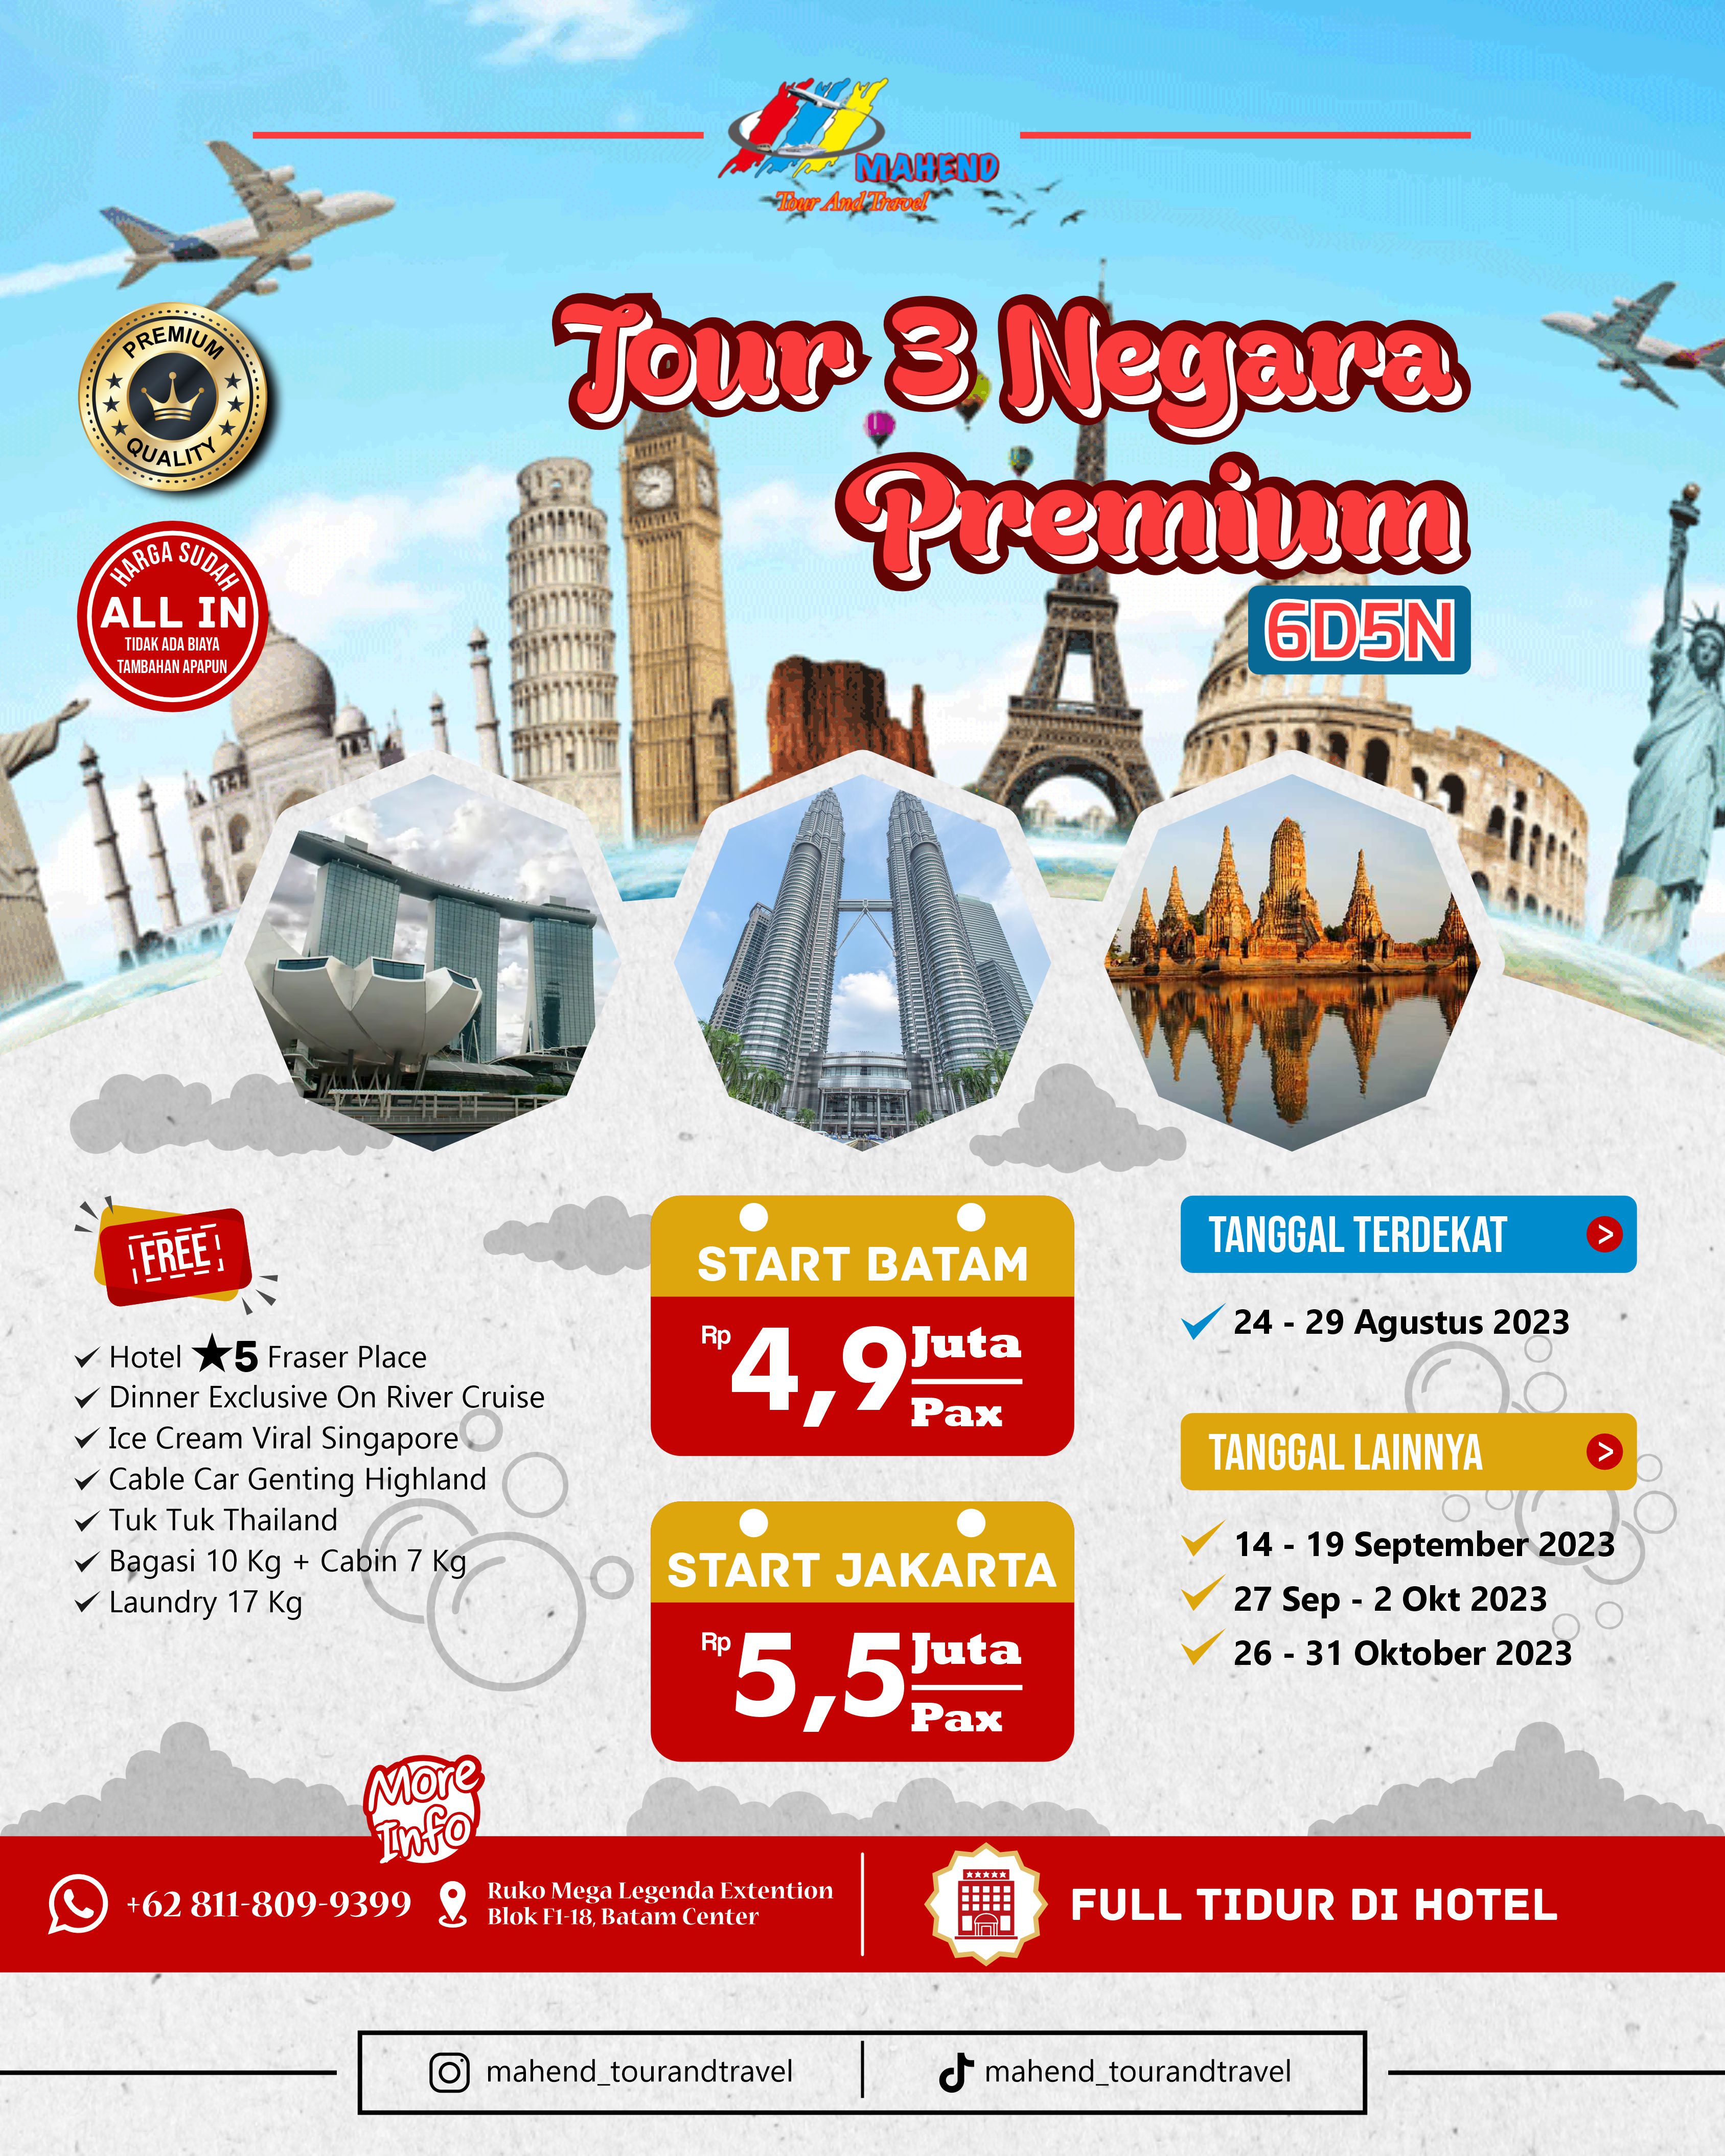 MAHEND
Tour And Travel
Tour 3 Negara
Premium
6D5N
PREMIUM
QUALITY
HARGA SUDAH
ALL IN
TIDAK ADA BIAYA
TAMBAHAN APAPUN
FREE
Hotel ★5 Fraser Place
Dinner Exclusive On River Cruise
Ice Cream Viral Singapore
Cable Car Genting Highland
Tuk Tuk Thailand
Bagasi 10 Kg + Cabin 7 Kg
Laundry 17 Kg
START BATAM
Rp 4,9 Juta
Pax
START JAKARTA
Rp 5,5 Juta
Pax
TANGGAL TERDEKAT >
24 - 29 Agustus 2023
TANGGAL LAINNYA >
14 - 19 September 2023
27 Sep - 2 Okt 2023
26 - 31 Oktober 2023
More
Info
+62 811-809-9399
Ruko Mega Legenda Extention
Blok F1-18, Batam Center
FULL TIDUR DI HOTEL
mahend_tourandtravel
mahend_tourandtravel